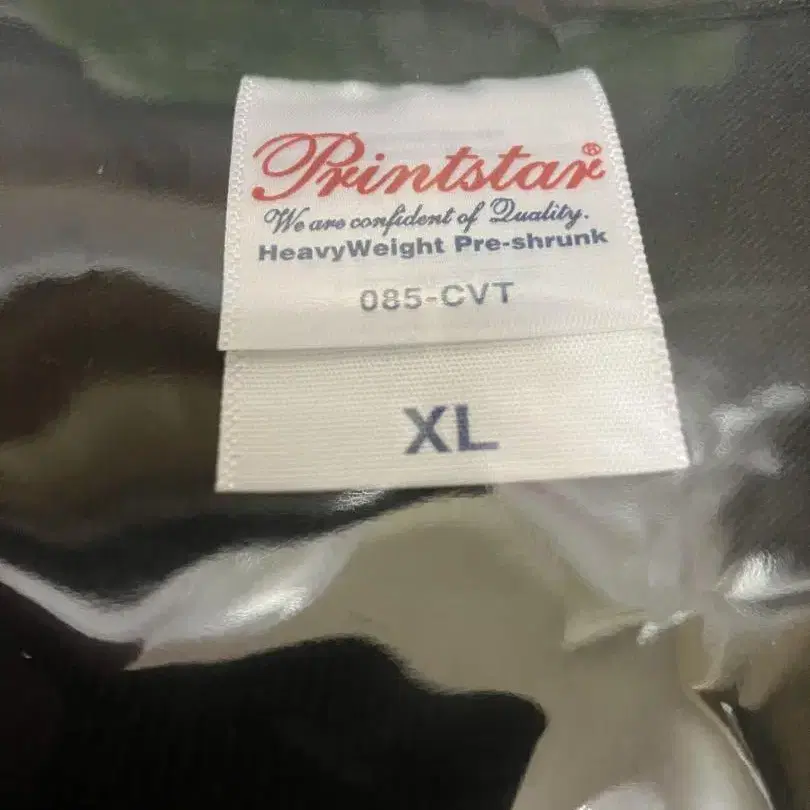 Printstar®
We are confident of Quality.
HeavyWeight Pre-shrunk
085-CVT
XL